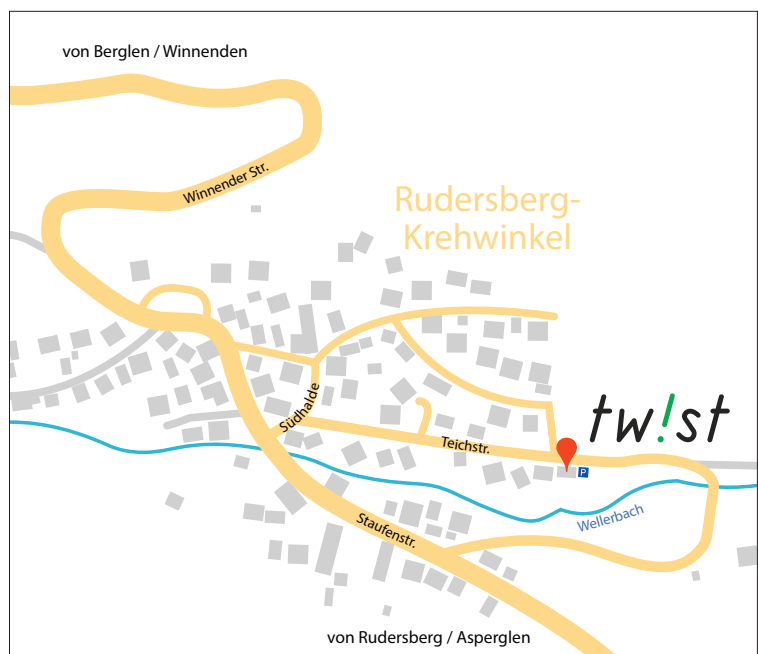 von Berglen / Winnenden
Winnender Str.
Rudersberg-
Krehwinkel
Südhalde
tw!st
Teichstr.
P
Wellerbach
Staufenstr.
von Rudersberg / Asperglen